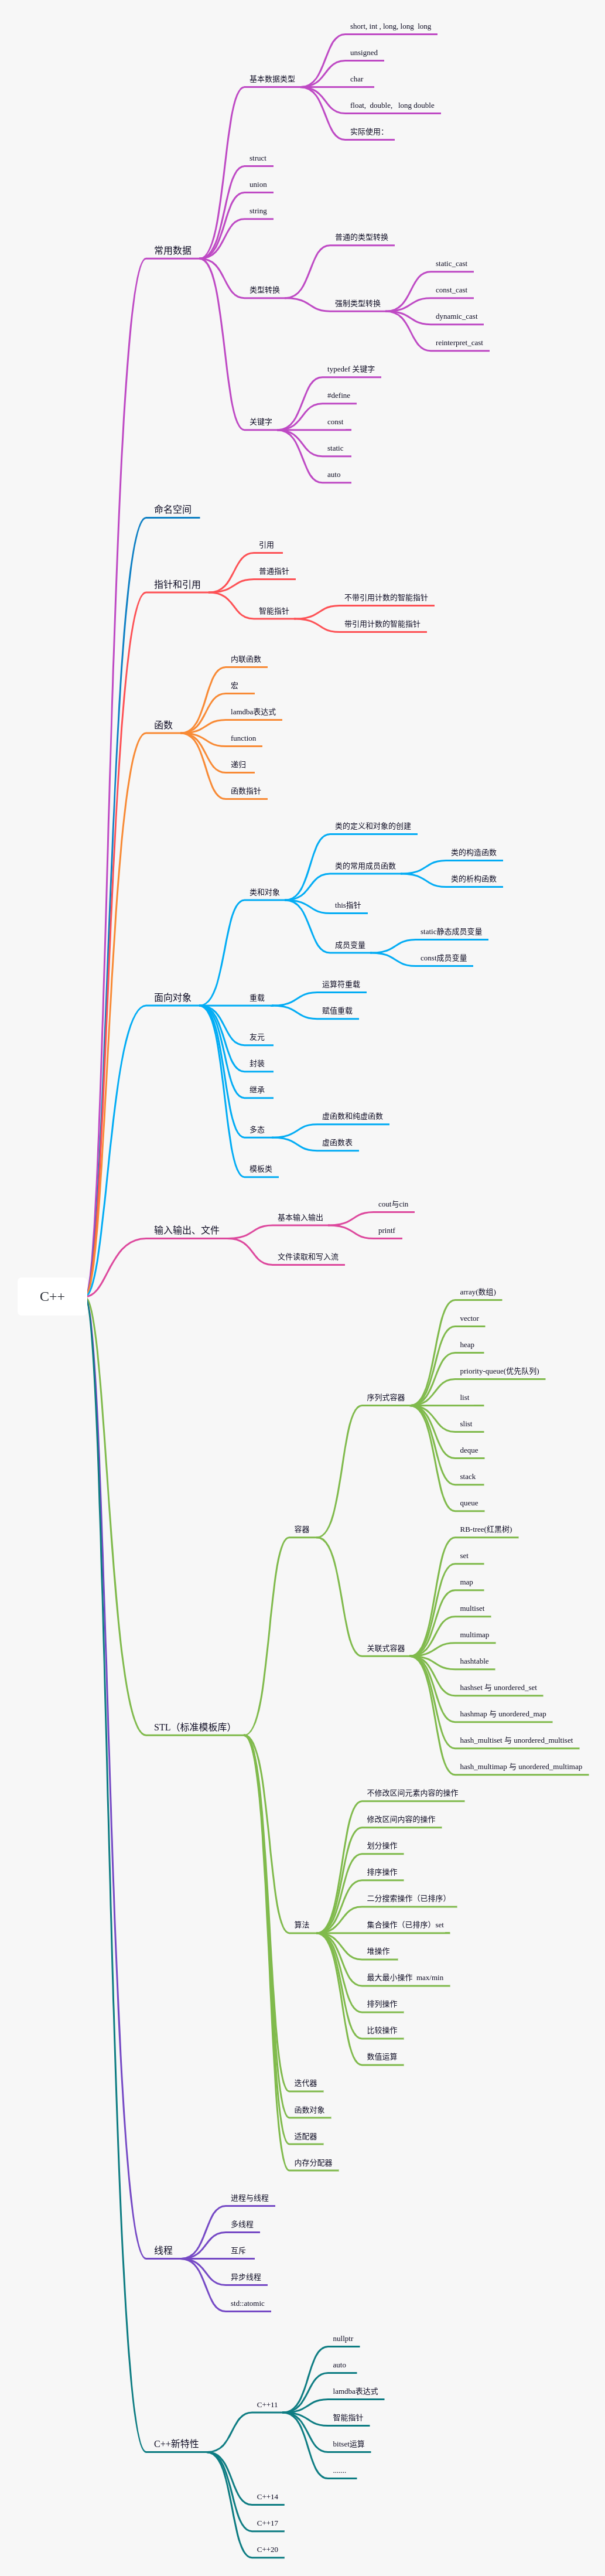 C++
常用数据
基本数据类型
short, int , long, long  long
unsigned
char
float,  double,   long double
实际使用：
struct
union
string
类型转换
普通的类型转换
强制类型转换
static_cast
const_cast
dynamic_cast
reinterpret_cast
关键字
typedef 关键字
#define
const
static
auto
命名空间
指针和引用
引用
普通指针
智能指针
不带引用计数的智能指针
带引用计数的智能指针
函数
内联函数
宏
lamdba表达式
function
递归
函数指针
面向对象
类和对象
类的定义和对象的创建
类的常用成员函数
类的构造函数
类的析构函数
this指针
成员变量
static静态成员变量
const成员变量
重载
运算符重载
赋值重载
友元
封装
继承
多态
虚函数和纯虚函数
虚函数表
模板类
输入输出、文件
基本输入输出
cout与cin
printf
文件读取和写入流
STL（标准模板库）
容器
序列式容器
array(数组)
vector
heap
priority-queue(优先队列)
list
slist
deque
stack
queue
关联式容器
RB-tree(红黑树)
set
map
multiset
multimap
hashtable
hashset 与 unordered_set
hashmap 与 unordered_map
hash_multiset 与 unordered_multiset
hash_multimap 与 unordered_multimap
算法
不修改区间元素内容的操作
修改区间内容的操作
划分操作
排序操作
二分搜索操作（已排序）
集合操作（已排序）set
堆操作
最大最小操作  max/min
排列操作
比较操作
数值运算
迭代器
函数对象
适配器
内存分配器
线程
进程与线程
多线程
互斥
异步线程
std::atomic
C++新特性
C++11
nullptr
auto
lamdba表达式
智能指针
bitset运算
.......
C++14
C++17
C++20